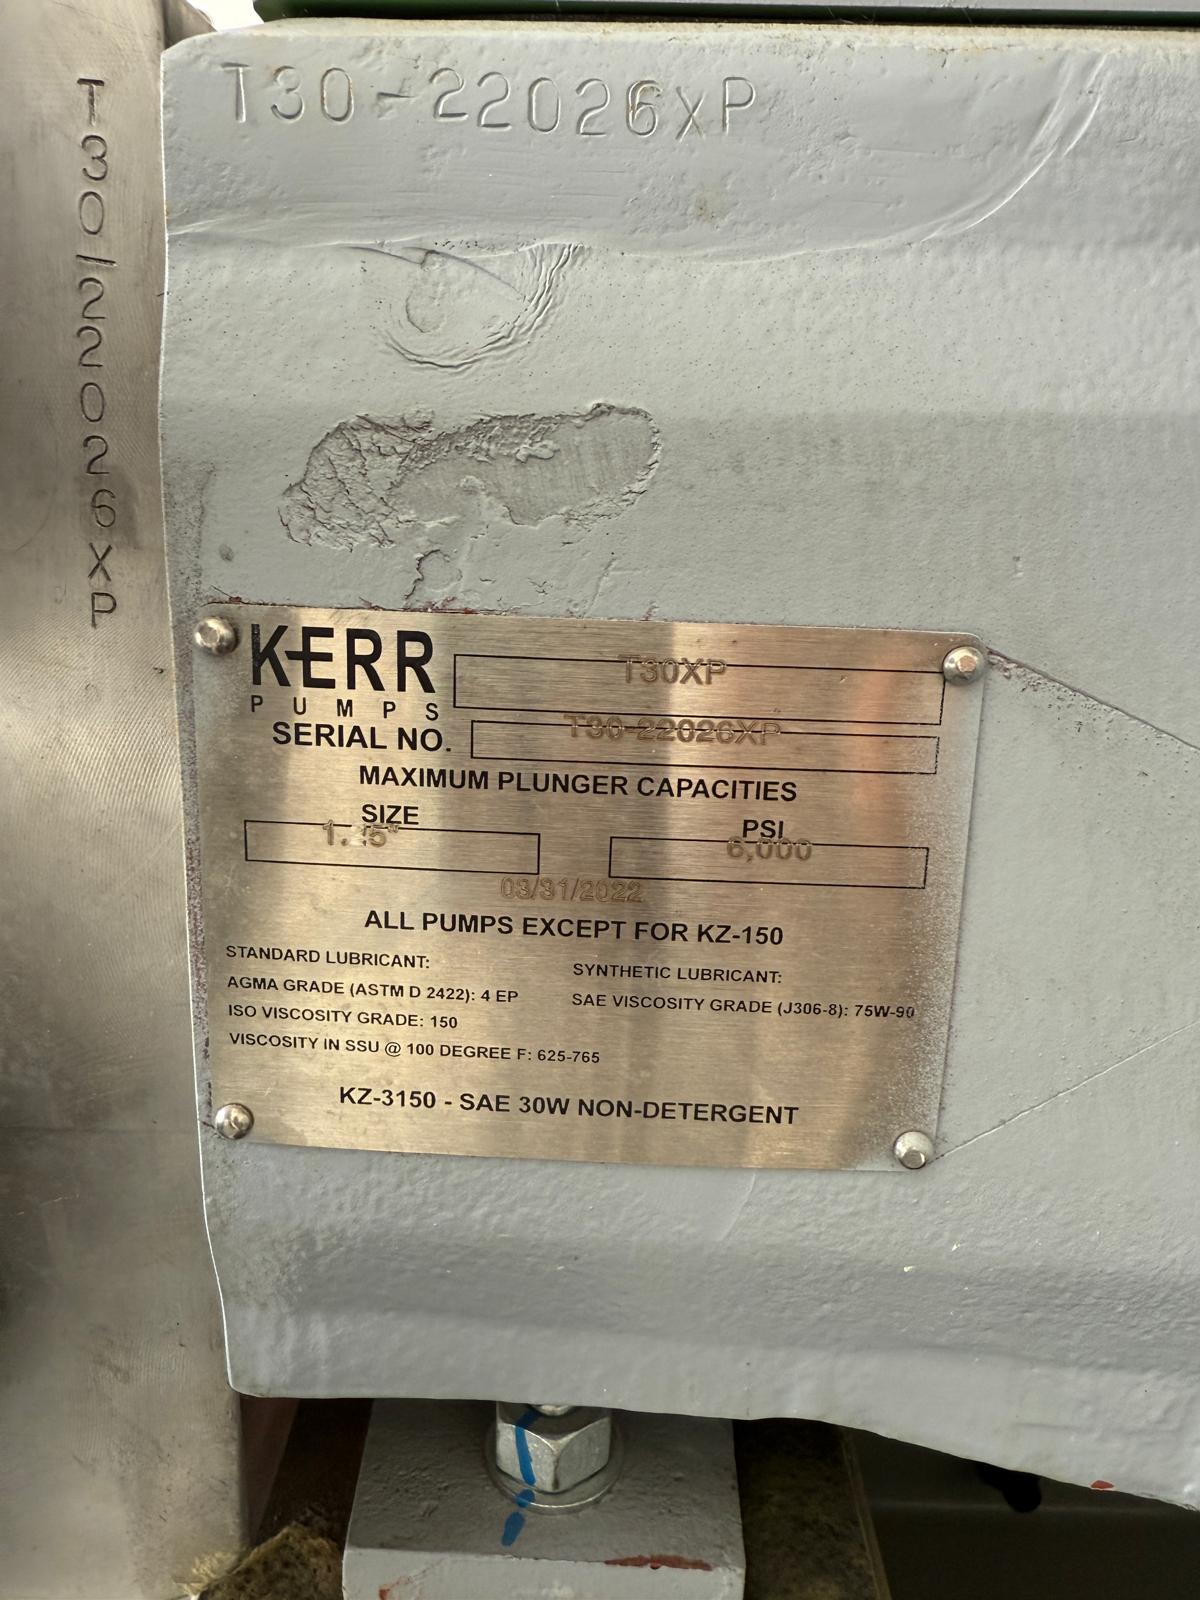 T30-22026XP
T30/22026XP
KERR
PUMPS
T30XP
SERIAL NO.
T30-22026XP
MAXIMUM PLUNGER CAPACITIES
SIZE
PSI
6,000
03/31/2022
ALL PUMPS EXCEPT FOR KZ-150
STANDARD LUBRICANT:
AGMA GRADE (ASTM D 2422): 4 EP
ISO VISCOSITY GRADE: 150
VISCOSITY IN SSU @ 100 DEGREE F: 625-765
SYNTHETIC LUBRICANT:
SAE VISCOSITY GRADE (J306-8): 75W-90
KZ-3150 - SAE 30W NON-DETERGENT